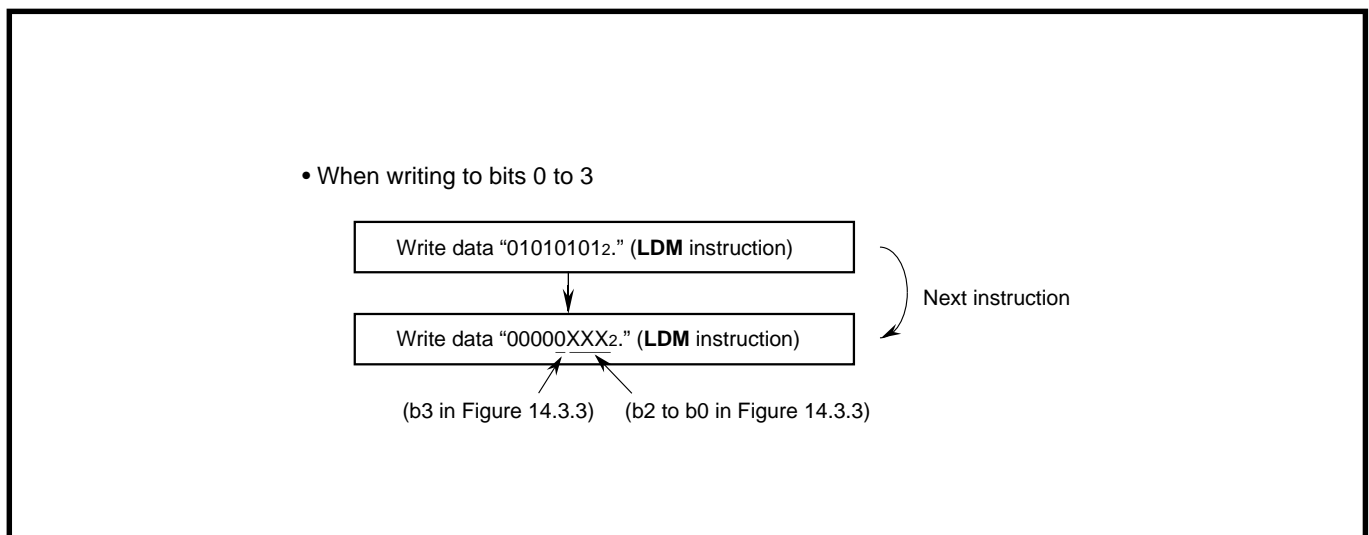 • When writing to bits 0 to 3
Write data “010101012.” (LDM instruction)
Next instruction
Write data “00000XXX2.” (LDM instruction)
(b3 in Figure 14.3.3) (b2 to b0 in Figure 14.3.3)